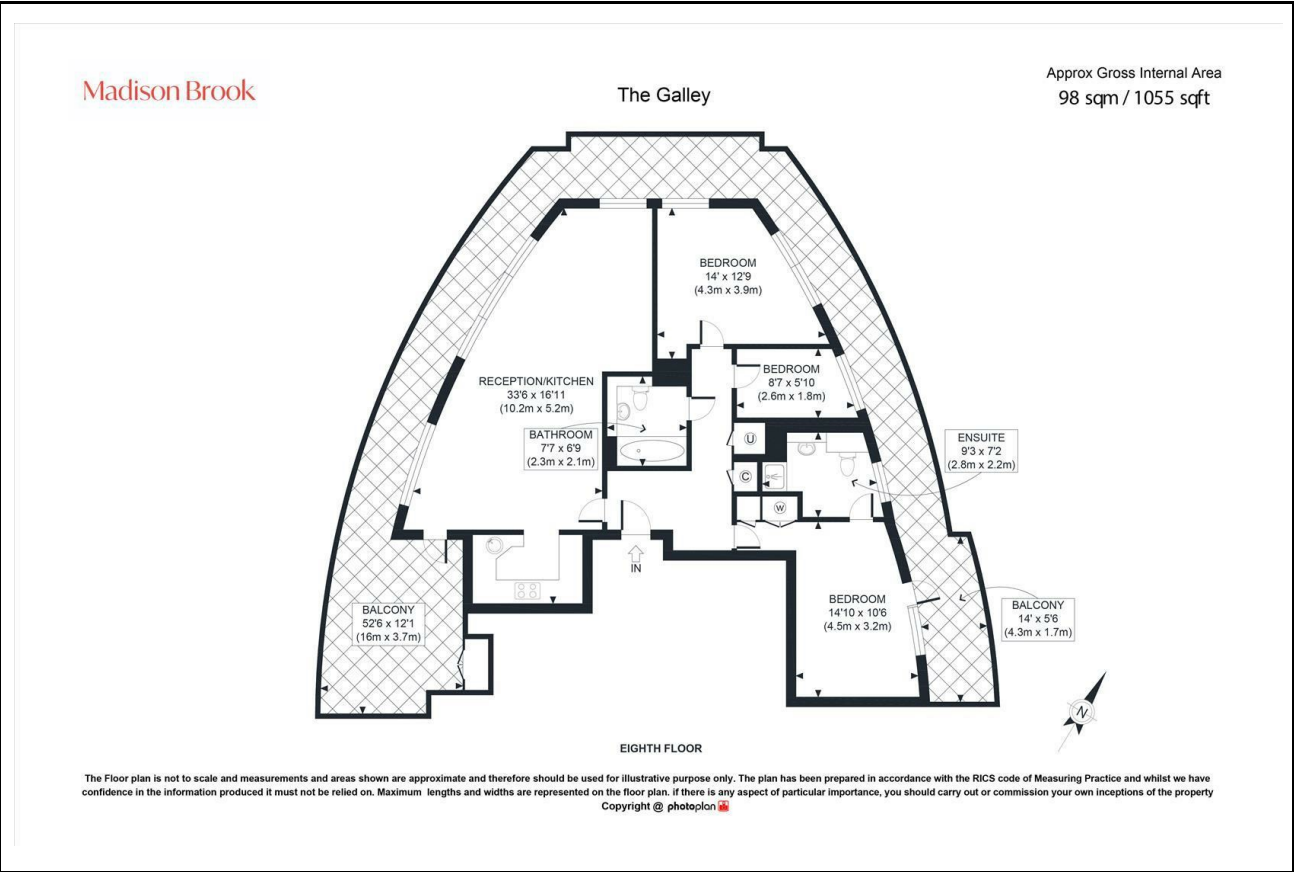 Madison Brook
The Galley
Approx Gross Internal Area
98 sqm / 1055 sqft
BEDROOM
14' x 12'9
(4.3m x 3.9m)
RECEPTION/KITCHEN
33'6 x 16'11
(10.2m x 5.2m)
BEDROOM
8'7 x 5'10
(2.6m x 1.8m)
BATHROOM
7'7 x 6'9
(2.3m x 2.1m)
U
ENSUITE
9'3 x 7'2
(2.8m x 2.2m)
C
W
IN
BALCONY
52'6 x 12'1
(16m x 3.7m)
BEDROOM
14'10 x 10'6
(4.5m x 3.2m)
BALCONY
14' x 5'6
(4.3m x 1.7m)
N
EIGHTH FLOOR
The Floor plan is not to scale and measurements and areas shown are approximate and therefore should be used for illustrative purpose only. The plan has been prepared in accordance with the RICS code of Measuring Practice and whilst we have
confidence in the information produced it must not be relied on. Maximum lengths and widths are represented on the floor plan. if there is any aspect of particular importance, you should carry out or commission your own inceptions of the property
Copyright @ photoplan